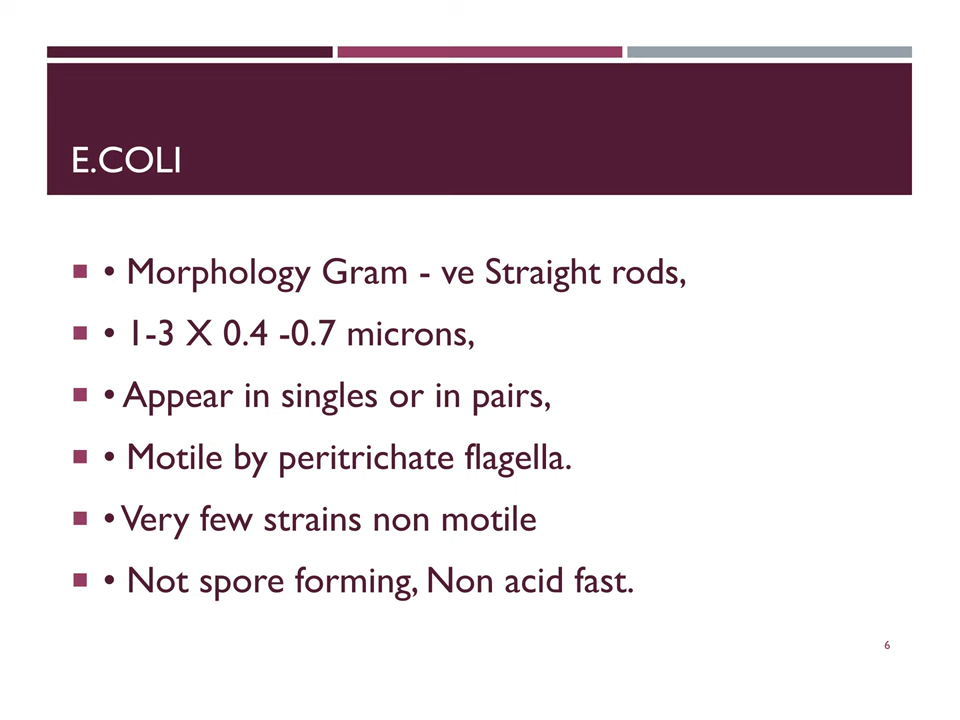 E.COLI
• Morphology Gram - ve Straight rods,
• 1-3 X 0.4 -0.7 microns,
• Appear in singles or in pairs,
• Motile by peritrichate flagella.
• Very few strains non motile
• Not spore forming, Non acid fast.
6